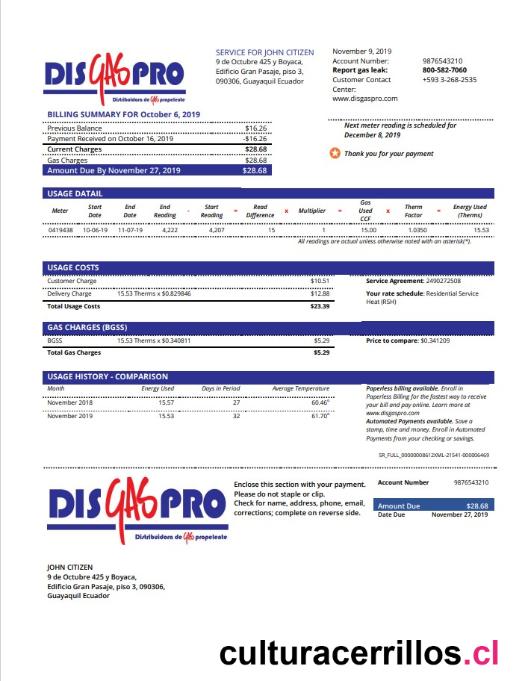 DISGASPRO
Distribuidora de Gas propelente
SERVICE FOR JOHN CITIZEN
9 de Octubre 425 y Boyaca,
Edificio Gran Pasaje, piso 3,
090306, Guayaquil Ecuador
November 9, 2019
Account Number: 9876543210
Report gas leak: 800-582-7060
Customer Contact Center: +593 3-268-2535
www.disgaspro.com
BILLING SUMMARY FOR October 6, 2019
Previous Balance $16.26
Payment Received on October 16, 2019 -$16.26
Current Charges $28.68
Gas Charges $28.68
Amount Due By November 27, 2019 $28.68
Next meter reading is scheduled for
December 8, 2019
Thank you for your payment
USAGE DATAIL
Meter Start Date End Date End Reading - Start Reading = Read Difference x Multiplier = Gas Used CCF x Therm Factor = Energy Used (Therms)
0419438 10-06-19 11-07-19 4,222 4,207 15 1 15.00 1.0350 15.53
All readings are actual unless otherwise noted with an asterisk(*).
USAGE COSTS
Customer Charge $10.51
Delivery Charge 15.53 Therms x $0.829846 $12.88
Total Usage Costs $23.39
Service Agreement: 2490272508
Your rate schedule: Residential Service
Heat (RSH)
GAS CHARGES (BGSS)
BGSS 15.53 Therms x $0.340811 $5.29
Total Gas Charges $5.29
Price to compare: $0.341209
USAGE HISTORY - COMPARISON
Month Energy Used Days in Period Average Temperature
November 2018 15.57 27 60.46°
November 2019 15.53 32 61.70°
Paperless billing available. Enroll in
Paperless Billing for the fastest way to receive
your bill and pay online. Learn more at
www.disgaspro.com
Automated Payments available. Save a
stamp, time and money. Enroll in Automated
Payments from your checking or savings.
DISGASPRO
Distribuidora de Gas propelente
Enclose this section with your payment.
Please do not staple or clip.
Check for name, address, phone, email,
corrections; complete on reverse side.
Account Number 9876543210
Amount Due $28.68
Date Due November 27, 2019
JOHN CITIZEN
9 de Octubre 425 y Boyaca,
Edificio Gran Pasaje, piso 3, 090306,
Guayaquil Ecuador
culturacerrillos.cl